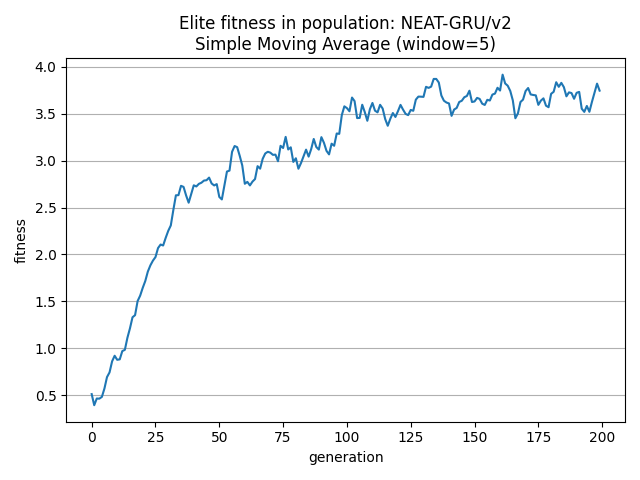 Elite fitness in population: NEAT-GRU/v2
Simple Moving Average (window=5)
4.0
3.5
3.0
2.5
2.0
1.5
1.0
0.5
fitness
0 25 50 75 100 125 150 175 200
generation